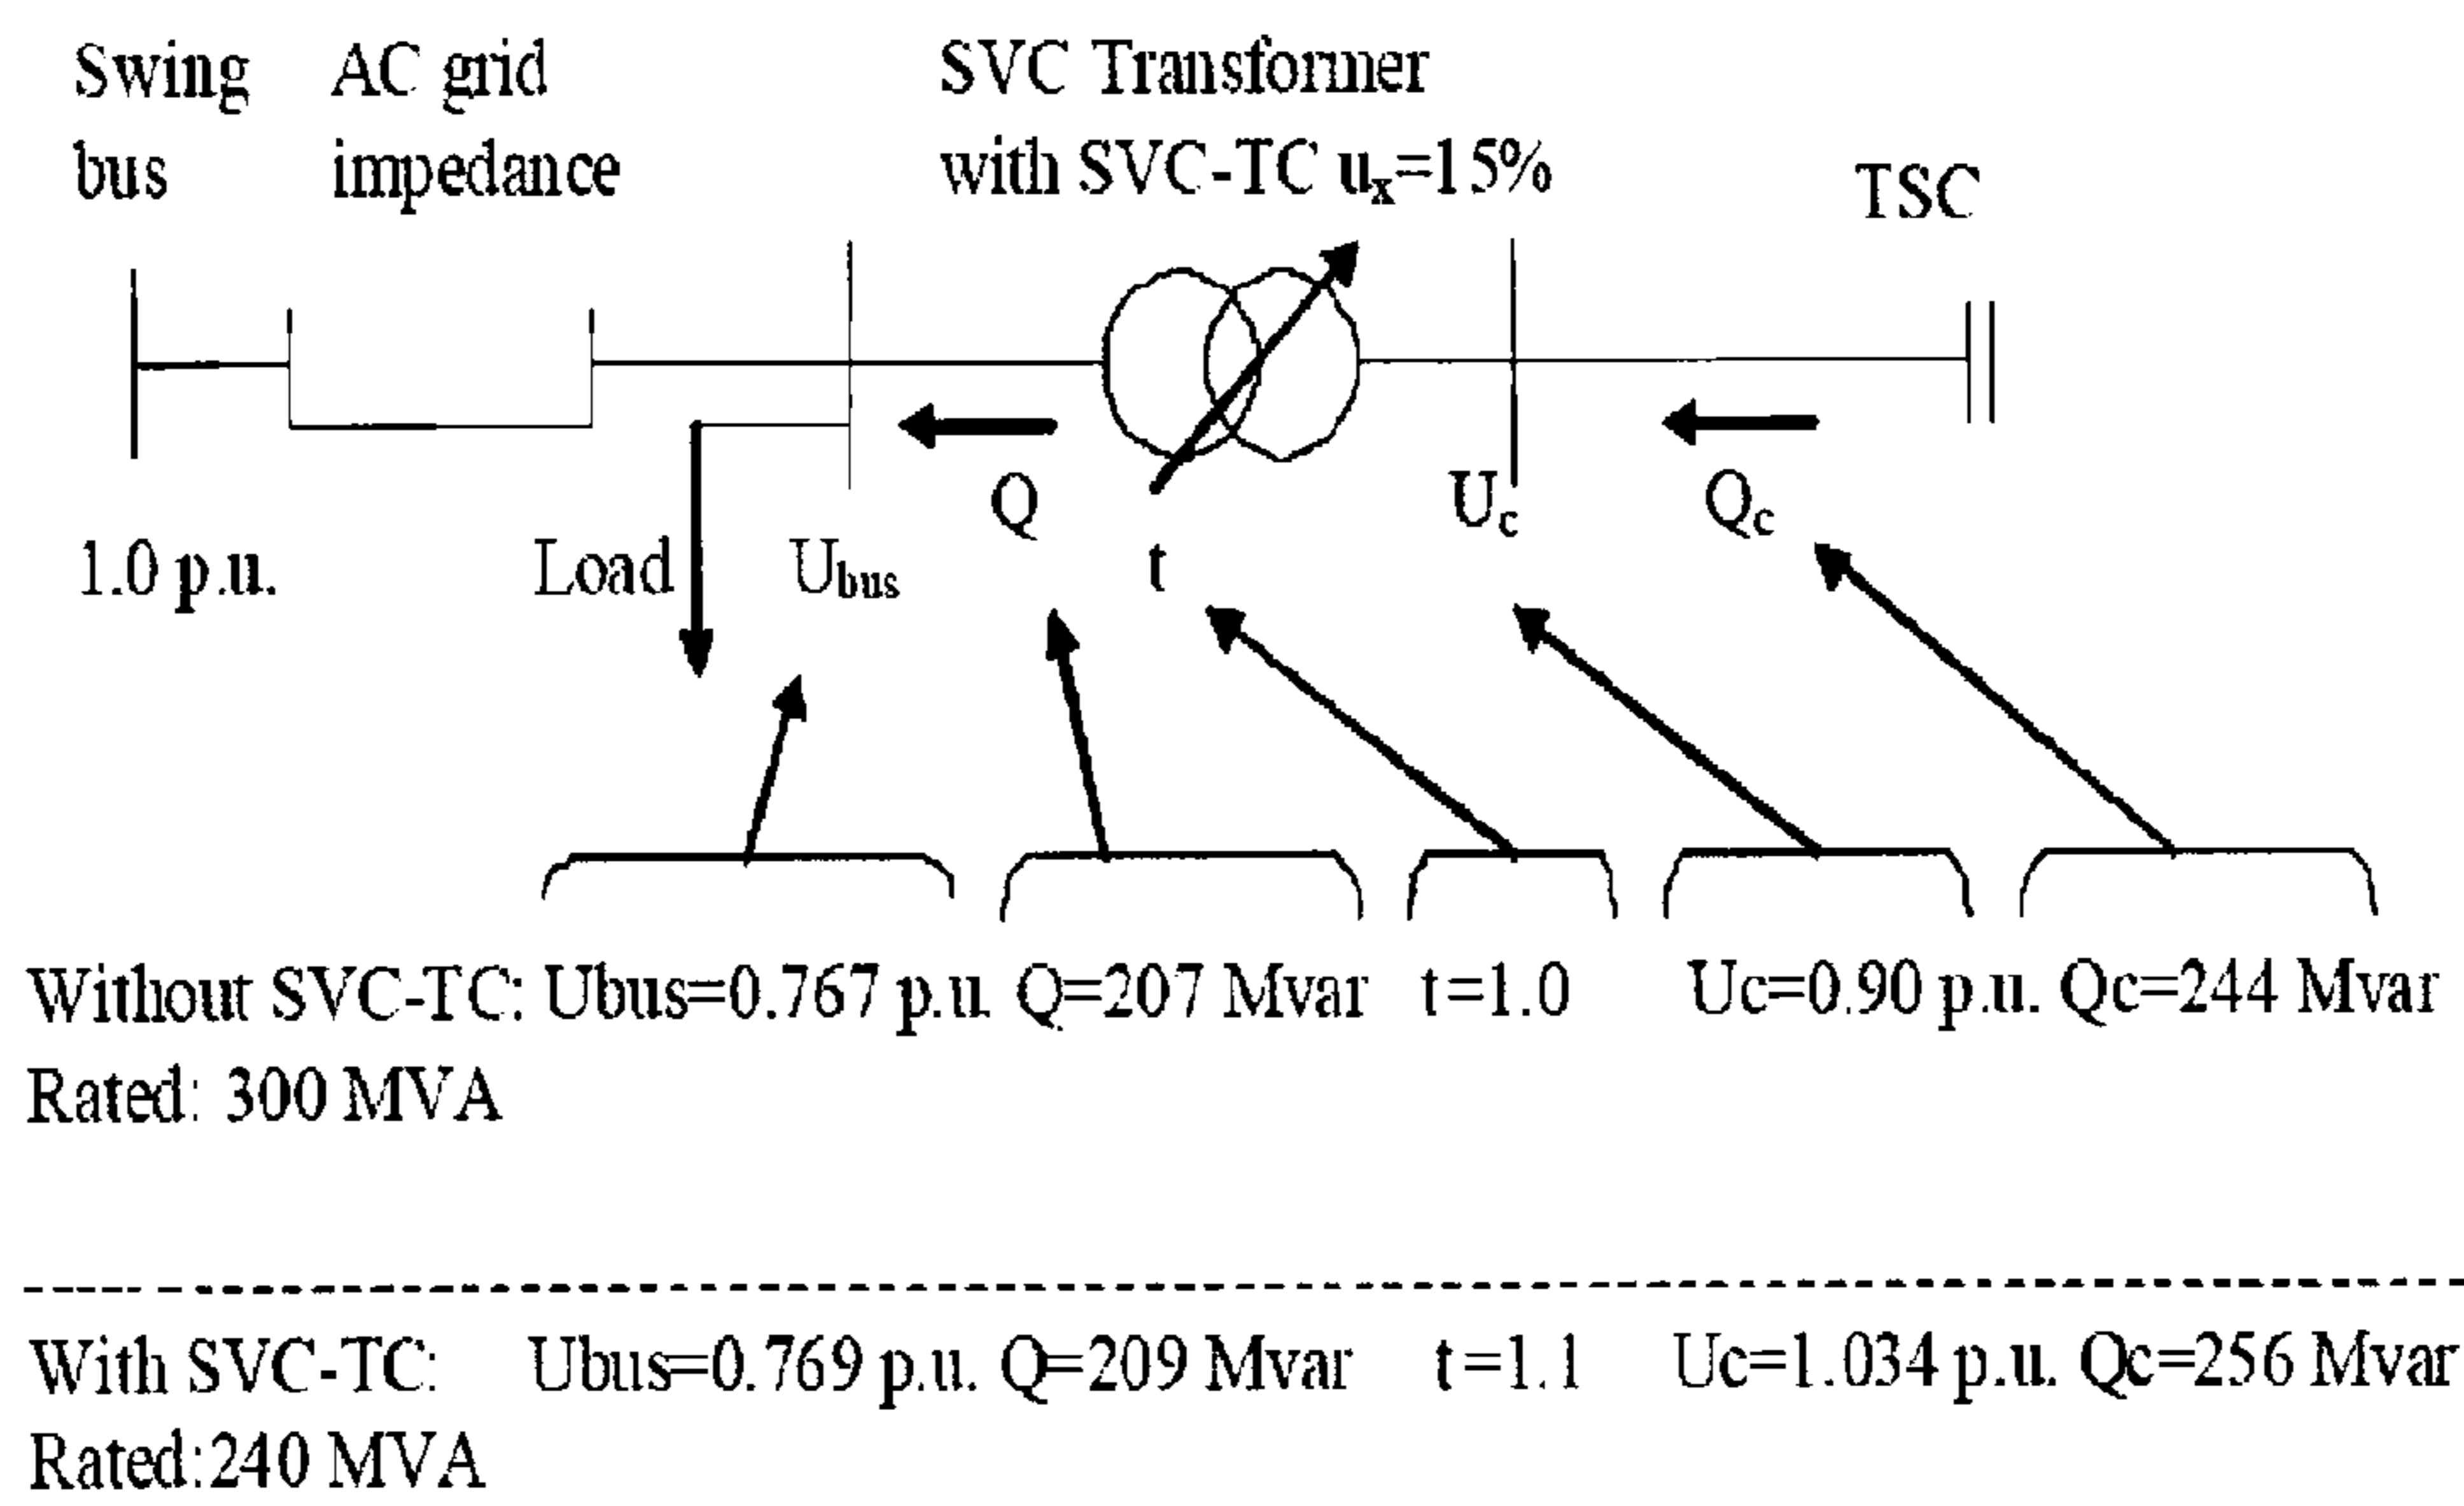 Swing bus
AC grid impedance
SVC Transformer
with SVC-TC uₓ=15%
TSC
1.0 p.u.
Load
Ubus
Q
t
Uc
Qc
Without SVC-TC: Ubus=0.767 p.u. Q=207 Mvar t=1.0 Uc=0.90 p.u. Qc=244 Mvar
Rated: 300 MVA
With SVC-TC: Ubus=0.769 p.u. Q=209 Mvar t=1.1 Uc=1.034 p.u. Qc=256 Mvar
Rated:240 MVA